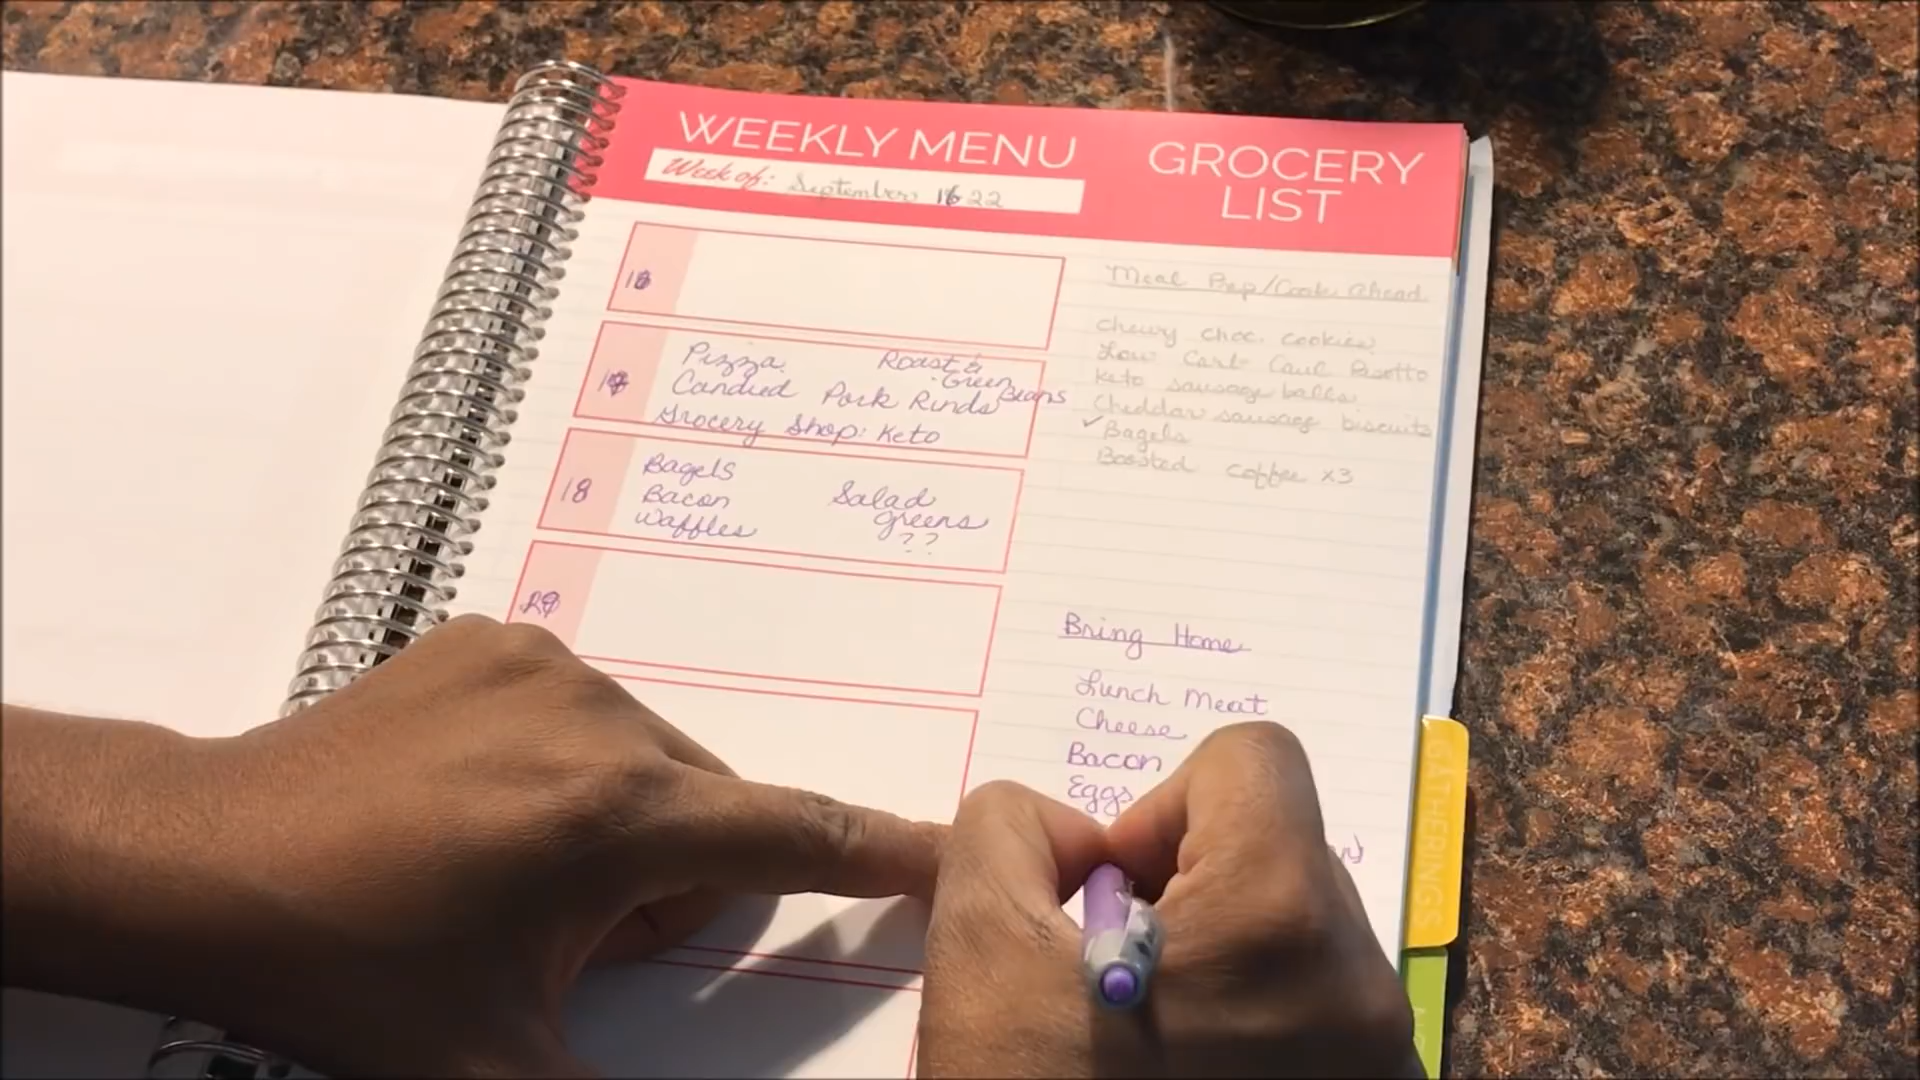 WEEKLY MENU
Week of: September 16 22
GROCERY
LIST
16
Pizza Roast &
Green
Candied Pork Rinds Beans
Grocery Shop: Keto
18
Bagels
Bacon Salad
Waffles greens
??
Meal Prep/Cook Ahead
chewy choc. cookies
Low Carb Caul Risotto
Keto sausage balls
Cheddar sausage biscuits
✓ Bagels
Boosted coffee x3
Bring Home
Lunch Meat
Cheese
Bacon
Eggs
GATHERINGS